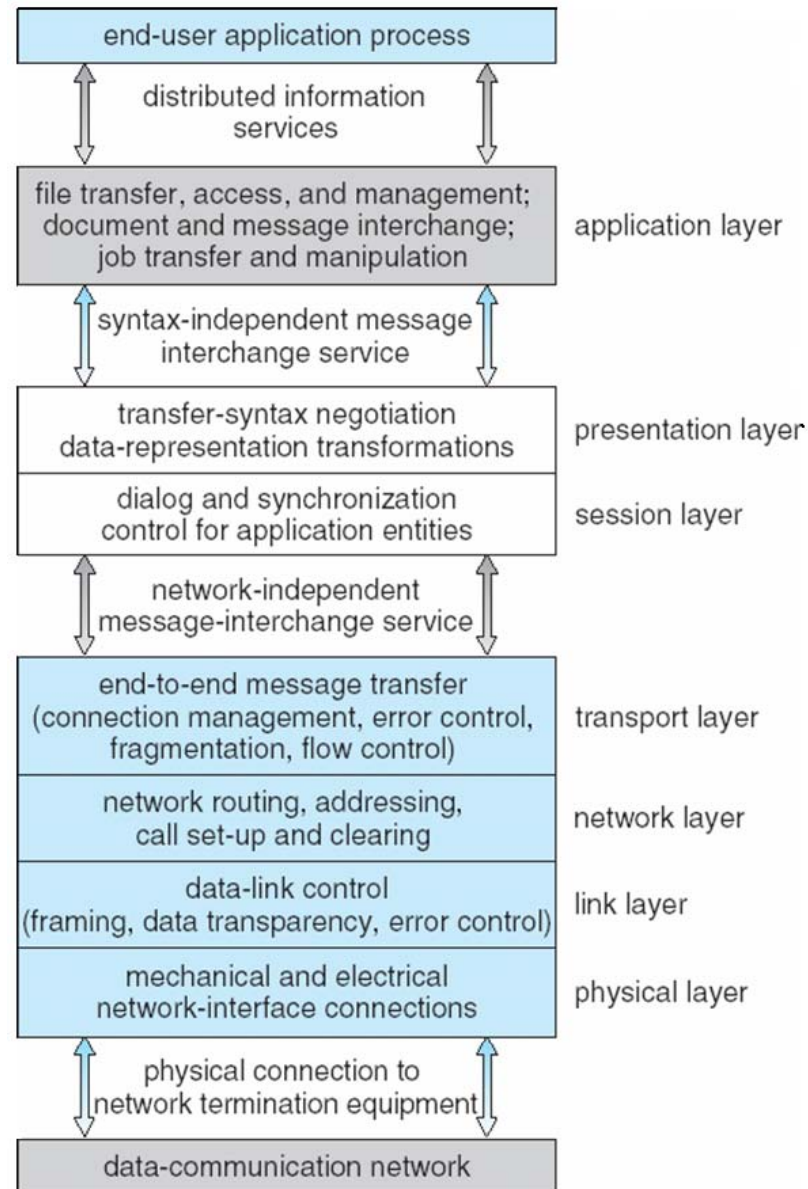 end-user application process
distributed information
services
file transfer, access, and management;
document and message interchange;
job transfer and manipulation
application layer
syntax-independent message
interchange service
transfer-syntax negotiation
data-representation transformations
presentation layer
dialog and synchronization
control for application entities
session layer
network-independent
message-interchange service
end-to-end message transfer
(connection management, error control,
fragmentation, flow control)
transport layer
network routing, addressing,
call set-up and clearing
network layer
data-link control
(framing, data transparency, error control)
link layer
mechanical and electrical
network-interface connections
physical layer
physical connection to
network termination equipment
data-communication network